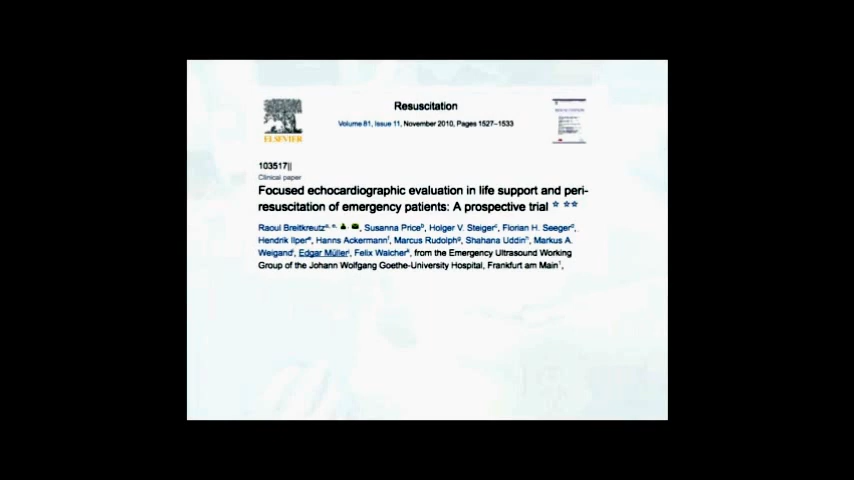 ELSEVIER
Resuscitation
Volume 81, Issue 11, November 2010, Pages 1527–1533
103517||
Clinical paper
Focused echocardiographic evaluation in life support and peri-
resuscitation of emergency patients: A prospective trial ☆ ☆☆
Raoul Breitkreutz, Susanna Price, Holger V. Steiger, Florian H. Seeger,
Hendrik Ilper, Hanns Ackermann, Marcus Rudolph, Shahana Uddin, Markus A.
Weigand, Edgar Müller, Felix Walcher, from the Emergency Ultrasound Working
Group of the Johann Wolfgang Goethe-University Hospital, Frankfurt am Main,